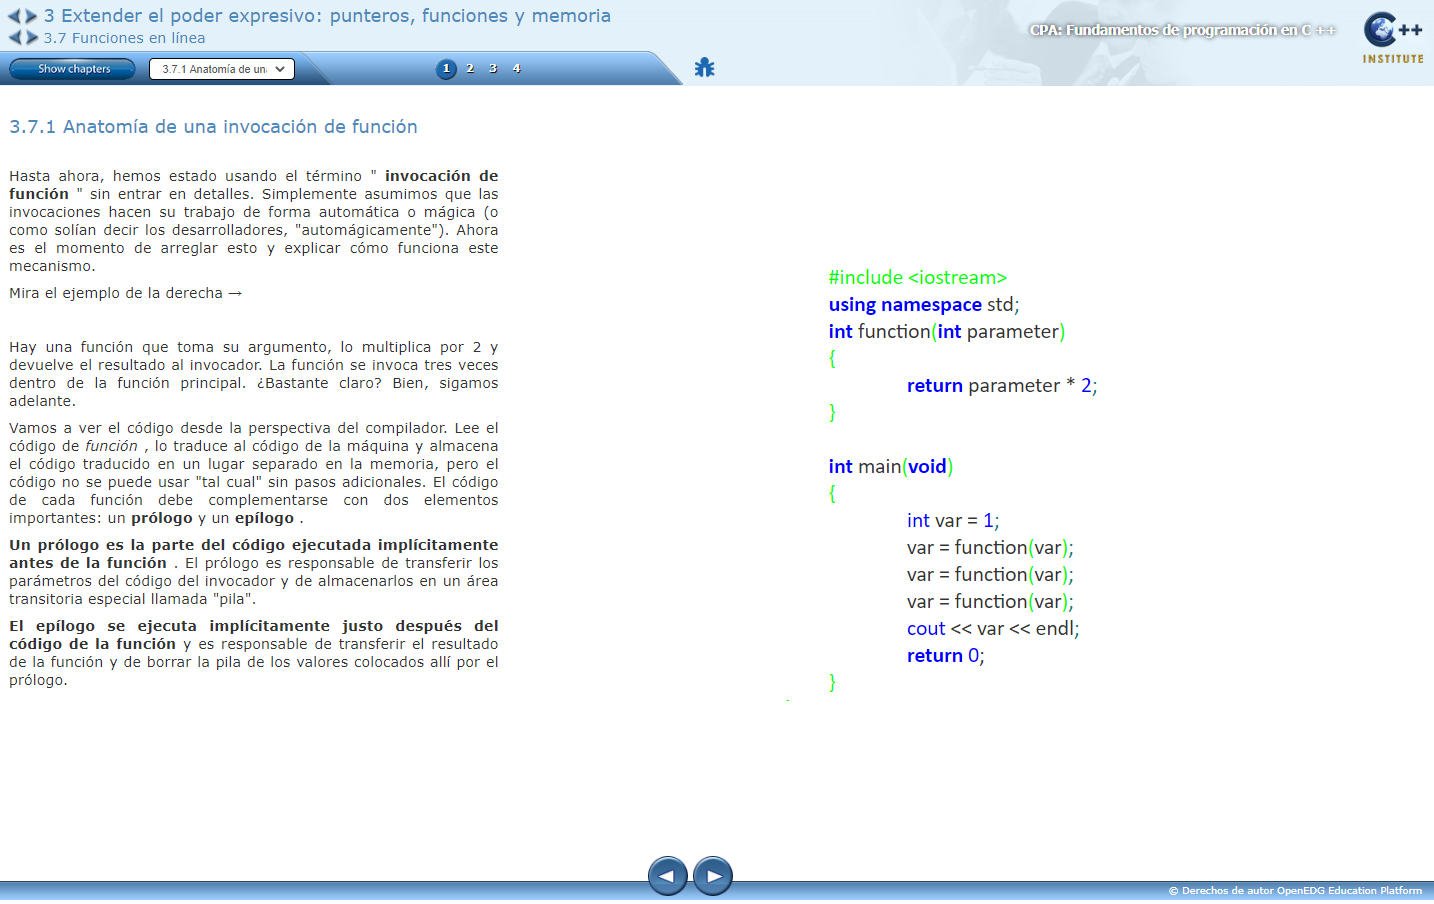 3 Extender el poder expresivo: punteros, funciones y memoria
3.7 Funciones en línea
CPA: Fundamentos de programación en C ++
C++
INSTITUTE
Show chapters
3.7.1 Anatomía de un
1 2 3 4
3.7.1 Anatomía de una invocación de función
Hasta ahora, hemos estado usando el término " invocación de
función " sin entrar en detalles. Simplemente asumimos que las
invocaciones hacen su trabajo de forma automática o mágica (o
como solían decir los desarrolladores, "automágicamente"). Ahora
es el momento de arreglar esto y explicar cómo funciona este
mecanismo.
Mira el ejemplo de la derecha →
Hay una función que toma su argumento, lo multiplica por 2 y
devuelve el resultado al invocador. La función se invoca tres veces
dentro de la función principal. ¿Bastante claro? Bien, sigamos
adelante.
Vamos a ver el código desde la perspectiva del compilador. Lee el
código de función , lo traduce al código de la máquina y almacena
el código traducido en un lugar separado en la memoria, pero el
código no se puede usar "tal cual" sin pasos adicionales. El código
de cada función debe complementarse con dos elementos
importantes: un prólogo y un epílogo .
Un prólogo es la parte del código ejecutada implícitamente
antes de la función . El prólogo es responsable de transferir los
parámetros del código del invocador y de almacenarlos en un área
transitoria especial llamada "pila".
El epílogo se ejecuta implícitamente justo después del
código de la función y es responsable de transferir el resultado
de la función y de borrar la pila de los valores colocados allí por el
prólogo.
#include <iostream>
using namespace std;
int function(int parameter)
{
return parameter * 2;
}
int main(void)
{
int var = 1;
var = function(var);
var = function(var);
var = function(var);
cout << var << endl;
return 0;
}
© Derechos de autor OpenEDG Education Platform